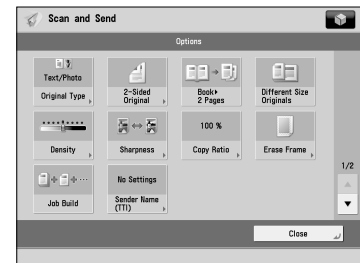 Scan and Send
Options
Text/Photo
Original Type
2-Sided
Original
Book▸
2 Pages
Different Size
Originals
Density
Sharpness
100 %
Copy Ratio
Erase Frame
1/2
Job Build
No Settings
Sender Name
(TTI)
Close